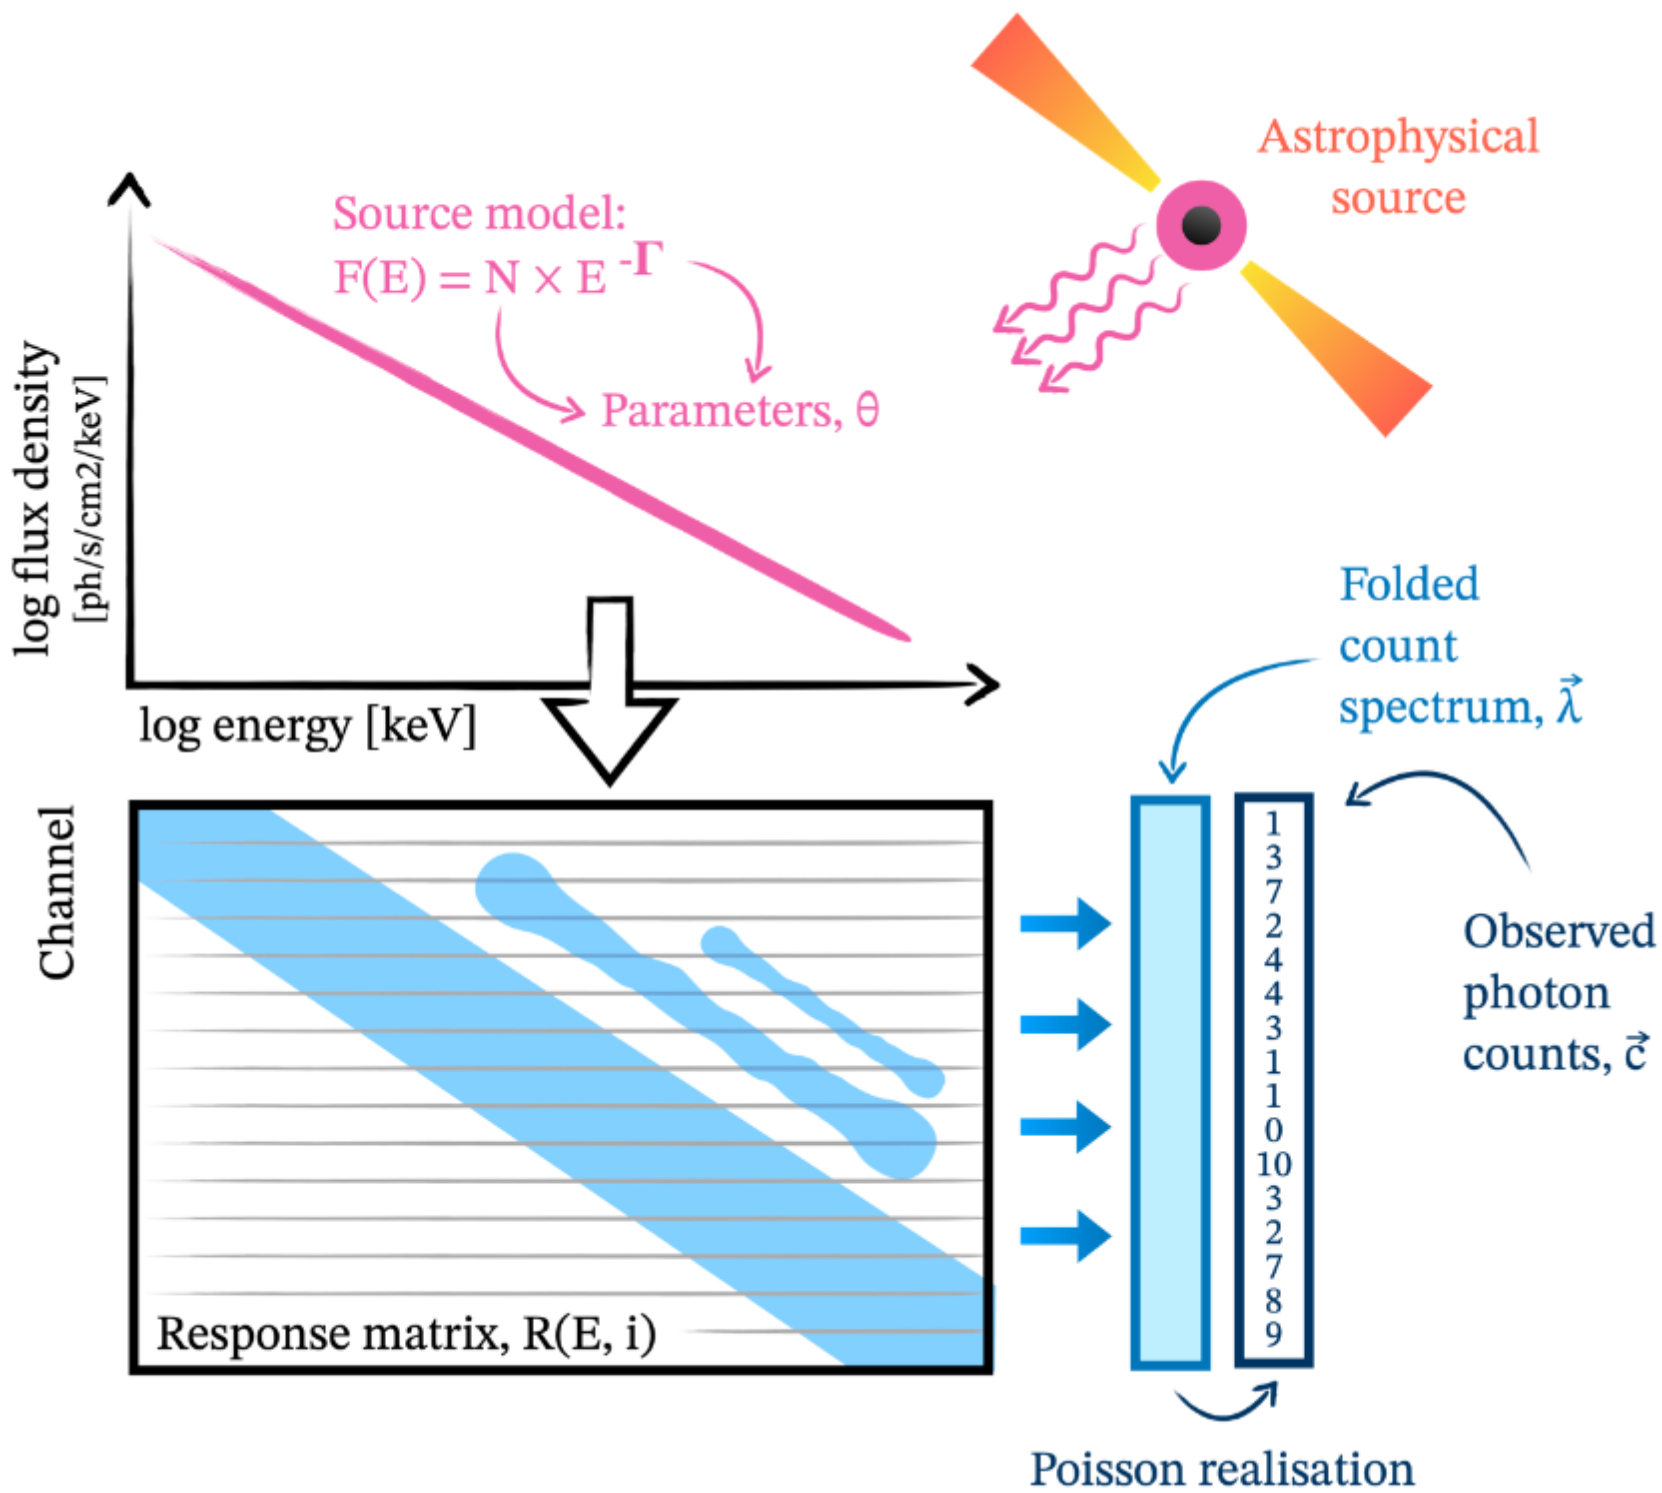 Astrophysical
source
Source model:
F(E) = N × E⁻Γ
Parameters, θ
log flux density
[ph/s/cm2/keV]
log energy [keV]
Folded
count
spectrum, λ⃗
Channel
Response matrix, R(E, i)
1
3
7
2
4
4
3
1
1
0
10
3
2
7
8
9
Observed
photon
counts, c⃗
Poisson realisation